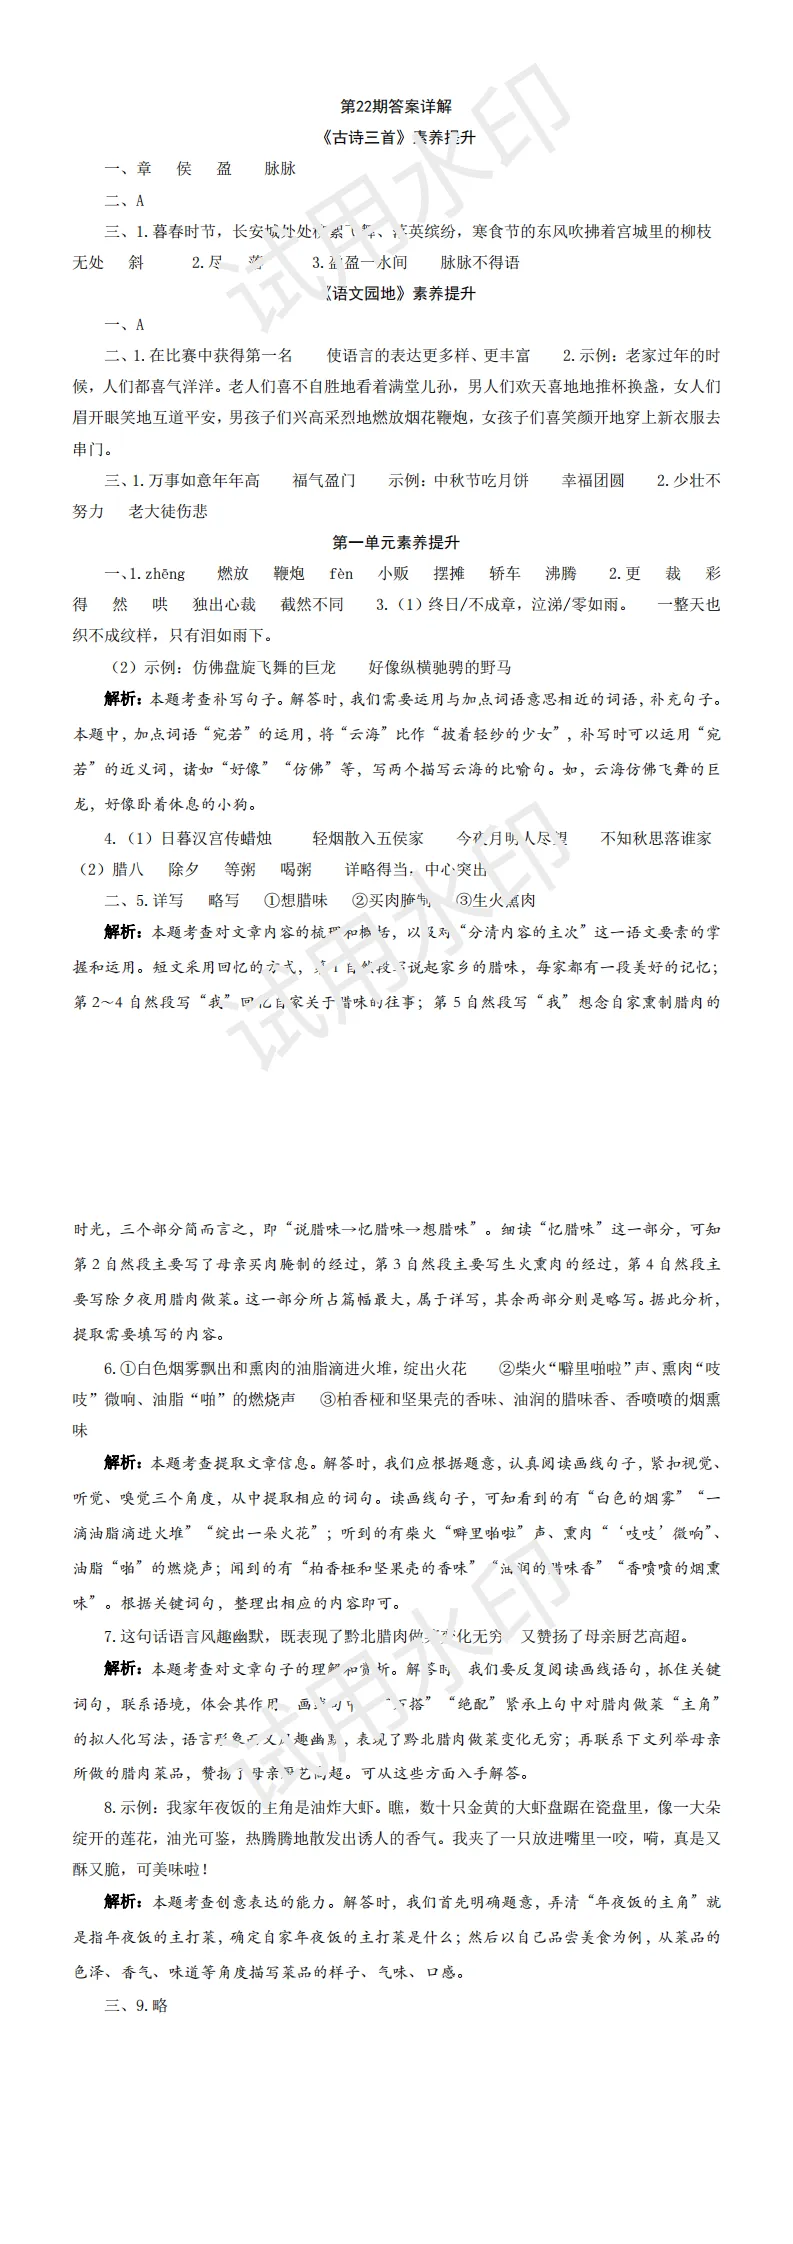 第22期答案详解
《古诗三首》素养提升
一、章 侯 盈 脉脉
二、A
三、1.暮春时节，长安城处处柳絮飞舞、落英缤纷，寒食节的东风吹拂着宫城里的柳枝
无处 斜 2.尽 落 3.盈盈一水间 脉脉不得语
《语文园地》素养提升
一、A
二、1.在比赛中获得第一名 使语言的表达更多样、更丰富 2.示例：老家过年的时
候，人们都喜气洋洋。老人们喜不自胜地看着满堂儿孙，男人们欢天喜地地推杯换盏，女人们
眉开眼笑地互道平安，男孩子们兴高采烈地燃放烟花鞭炮，女孩子们喜笑颜开地穿上新衣服去
串门。
三、1.万事如意年年高 福气盈门 示例：中秋节吃月饼 幸福团圆 2.少壮不
努力 老大徒伤悲
第一单元素养提升
一、1.zhēng 燃放 鞭炮 fèn 小贩 摆摊 轿车 沸腾 2.更 裁 彩
得 然 哄 独出心裁 截然不同 3.（1）终日/不成章，泣涕/零如雨。 一整天也
织不成纹样，只有泪如雨下。
（2）示例：仿佛盘旋飞舞的巨龙 好像纵横驰骋的野马
解析：本题考查补写句子。解答时，我们需要运用与加点词语意思相近的词语，补充句子。
本题中，加点词语“宛若”的运用，将“云海”比作“披着轻纱的少女”，补写时可以运用“宛
若”的近义词，诸如“好像”“仿佛”等，写两个描写云海的比喻句。如，云海仿佛飞舞的巨
龙，好像卧着休息的小狗。
4.（1）日暮汉宫传蜡烛 轻烟散入五侯家 今夜月明人尽望 不知秋思落谁家
（2）腊八 除夕 等粥 喝粥 详略得当，中心突出
二、5.详写 略写 ①想腊味 ②买肉腌制 ③生火熏肉
解析：本题考查对文章内容的梳理和概括，以及对“分清内容的主次”这一语文要素的掌
握和运用。短文采用回忆的方式，第1自然段写说起家乡的腊味，每家都有一段美好的记忆；
第2～4自然段写“我”回忆自家关于腊味的往事；第5自然段写“我”想念自家熏制腊肉的
时光，三个部分简而言之，即“说腊味→忆腊味→想腊味”。细读“忆腊味”这一部分，可知
第2自然段主要写了母亲买肉腌制的经过，第3自然段主要写生火熏肉的经过，第4自然段主
要写除夕夜用腊肉做菜。这一部分所占篇幅最大，属于详写，其余两部分则是略写。据此分析，
提取需要填写的内容。
6.①白色烟雾飘出和熏肉的油脂滴进火堆，绽出火花 ②柴火“噼里啪啦”声、熏肉“吱
吱”微响、油脂“啪”的燃烧声 ③柏香桠和坚果壳的香味、油润的腊味香、香喷喷的烟熏
味
解析：本题考查提取文章信息。解答时，我们应根据题意，认真阅读画线句子，紧扣视觉、
听觉、嗅觉三个角度，从中提取相应的词句。读画线句子，可知看到的有“白色的烟雾”“一
滴油脂滴进火堆”“绽出一朵火花”；听到的有柴火“噼里啪啦”声、熏肉“‘吱吱’微响”、
油脂“啪”的燃烧声；闻到的有“柏香桠和坚果壳的香味”“油润的腊味香”“香喷喷的烟熏
味”。根据关键词句，整理出相应的内容即可。
7.这句话语言风趣幽默，既表现了黔北腊肉做菜变化无穷，又赞扬了母亲厨艺高超。
解析：本题考查对文章句子的理解和赏析。解答时，我们要反复阅读画线语句，抓住关键
词句，联系语境，体会其作用。画线句中，“百搭”“绝配”紧承上句中对腊肉做菜“主角”
的拟人化写法，语言形象而又风趣幽默，表现了黔北腊肉做菜变化无穷；再联系下文列举母亲
所做的腊肉菜品，赞扬了母亲厨艺高超。可从这些方面入手解答。
8.示例：我家年夜饭的主角是油炸大虾。瞧，数十只金黄的大虾盘踞在瓷盘里，像一大朵
绽开的莲花，油光可鉴，热腾腾地散发出诱人的香气。我夹了一只放进嘴里一咬，嗬，真是又
酥又脆，可美味啦！
解析：本题考查创意表达的能力。解答时，我们首先明确题意，弄清“年夜饭的主角”就
是指年夜饭的主打菜，确定自家年夜饭的主打菜是什么；然后以自己品尝美食为例，从菜品的
色泽、香气、味道等角度描写菜品的样子、气味、口感。
三、9.略
试用水印
试用水印
试用水印